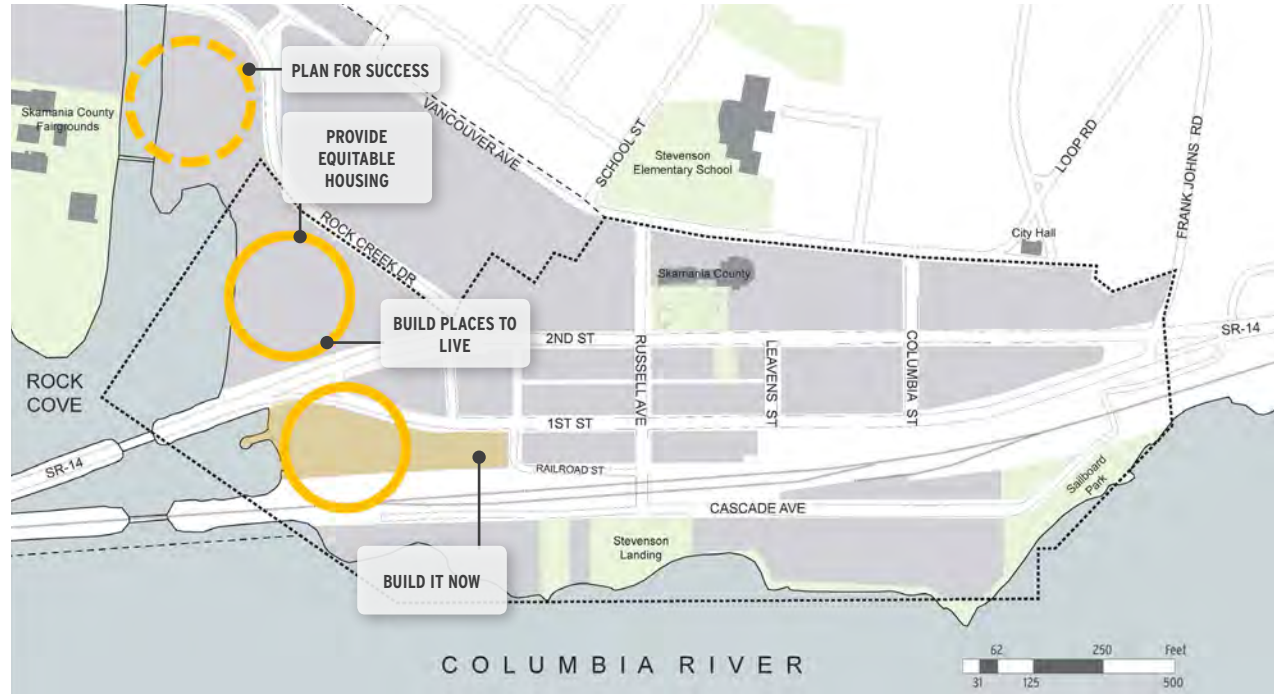 PLAN FOR SUCCESS
Skamania County
Fairgrounds
PROVIDE
EQUITABLE
HOUSING
VANCOUVER AVE
SCHOOL ST
Stevenson
Elementary School
LOOP RD
FRANK JOHNS RD
City Hall
ROCK CREEK DR
Skamania County
BUILD PLACES TO
LIVE
2ND ST
RUSSELL AVE
LEAVENS ST
COLUMBIA ST
SR-14
ROCK
COVE
1ST ST
SR-14
RAILROAD ST
Sailboard
Park
CASCADE AVE
Stevenson
Landing
BUILD IT NOW
COLUMBIA RIVER
62
250
Feet
31
125
500